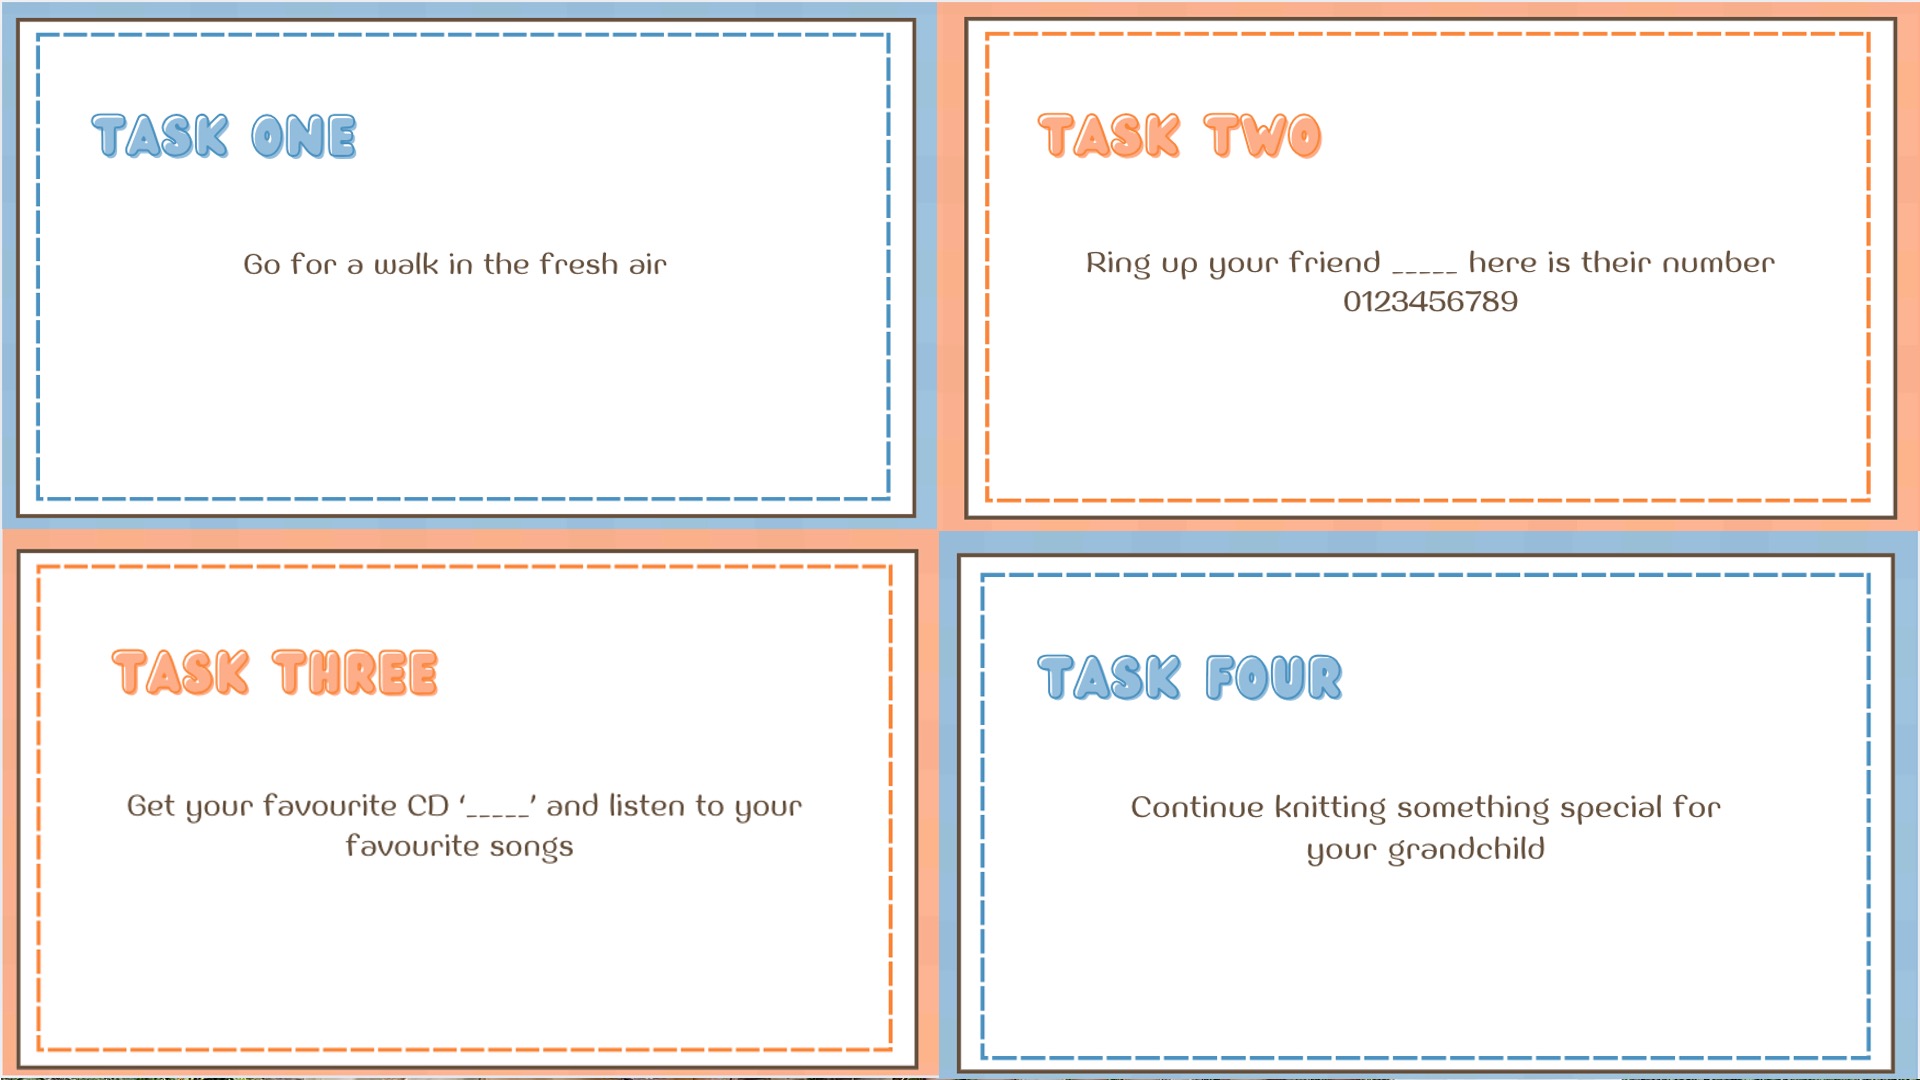 TASK ONE
Go for a walk in the fresh air
TASK TWO
Ring up your friend _____ here is their number
0123456789
TASK THREE
Get your favourite CD ‘_____’ and listen to your
favourite songs
TASK FOUR
Continue knitting something special for
your grandchild